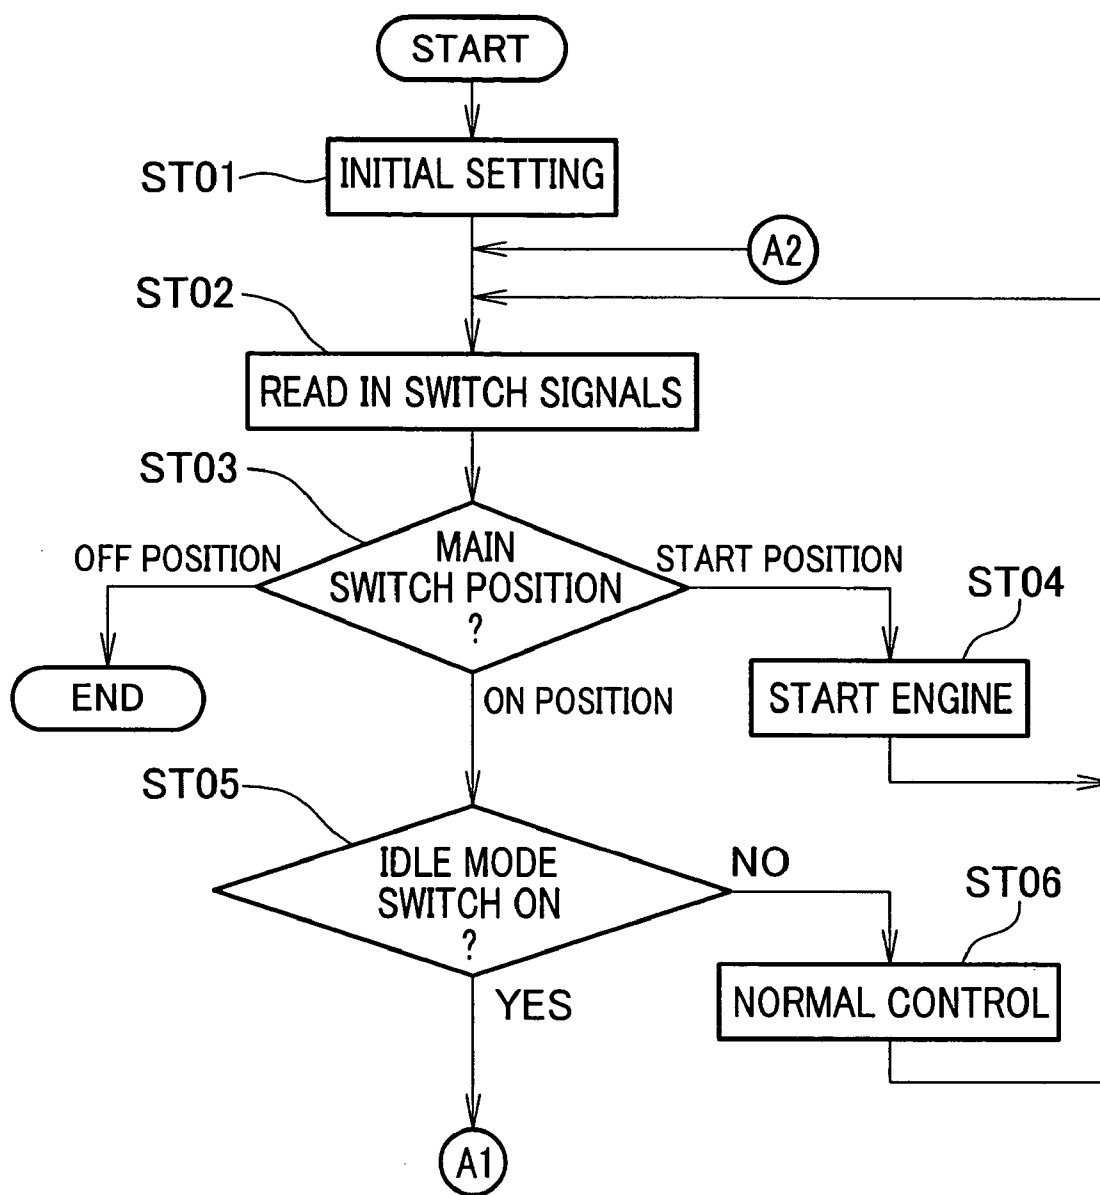 START
ST01
INITIAL SETTING
A2
ST02
READ IN SWITCH SIGNALS
ST03
OFF POSITION
MAIN
SWITCH POSITION
?
START POSITION
ST04
END
ON POSITION
START ENGINE
ST05
IDLE MODE
SWITCH ON
?
NO
ST06
YES
NORMAL CONTROL
A1